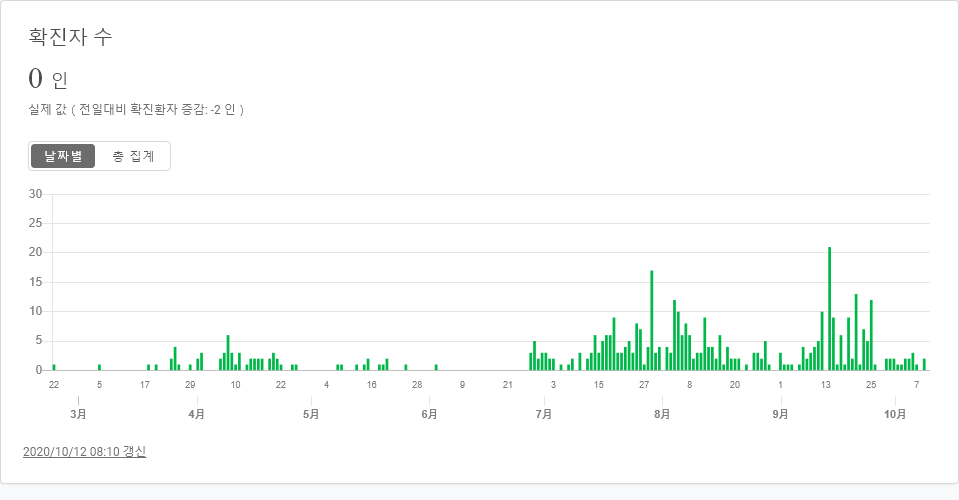 확진자 수
0 인
실제 값 ( 전일대비 확진환자 증감: -2 인 )
날짜별 총 집계
30
25
20
15
10
5
0
22 5 17 29 10 22 4 16 28 9 21 3 15 27 8 20 1 13 25 7
3月 4月 5月 6月 7月 8月 9月 10月
2020/10/12 08:10 갱신